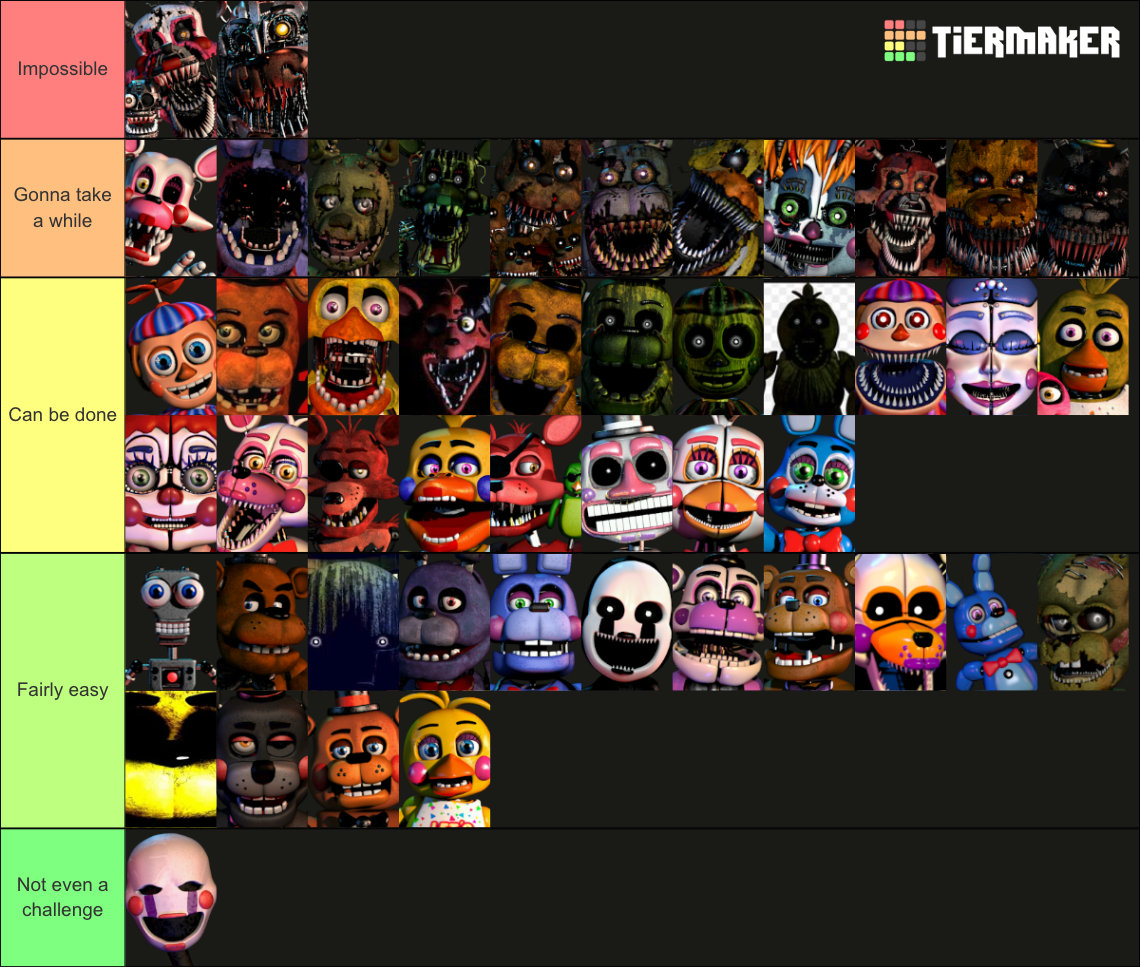 TiERMAKER
Impossible
Gonna take
a while
Can be done
Fairly easy
Not even a
challenge